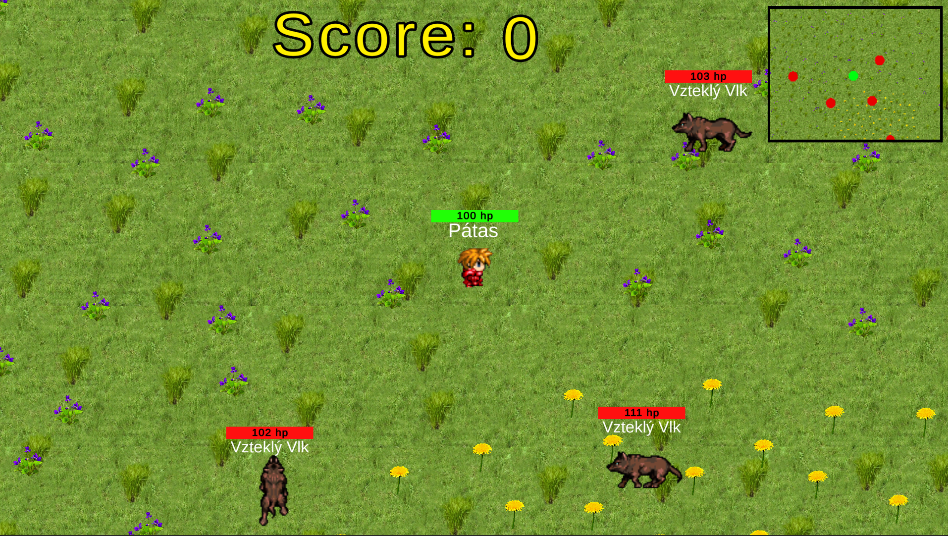 Score: 0
103 hp
Vzteklý Vlk
100 hp
Pátas
111 hp
Vzteklý Vlk
102 hp
Vzteklý Vlk